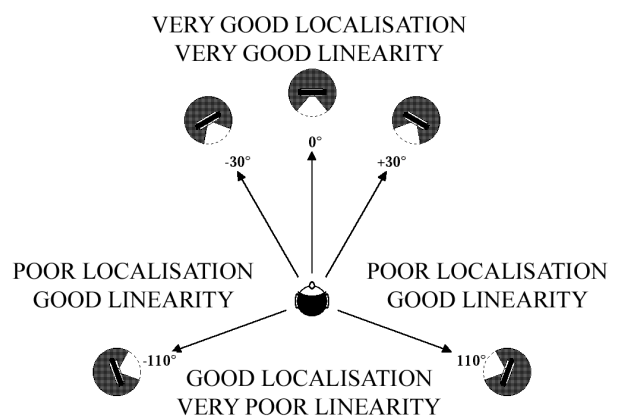 VERY GOOD LOCALISATION
VERY GOOD LINEARITY
0°
-30°
+30°
POOR LOCALISATION
GOOD LINEARITY
POOR LOCALISATION
GOOD LINEARITY
-110°
110°
GOOD LOCALISATION
VERY POOR LINEARITY